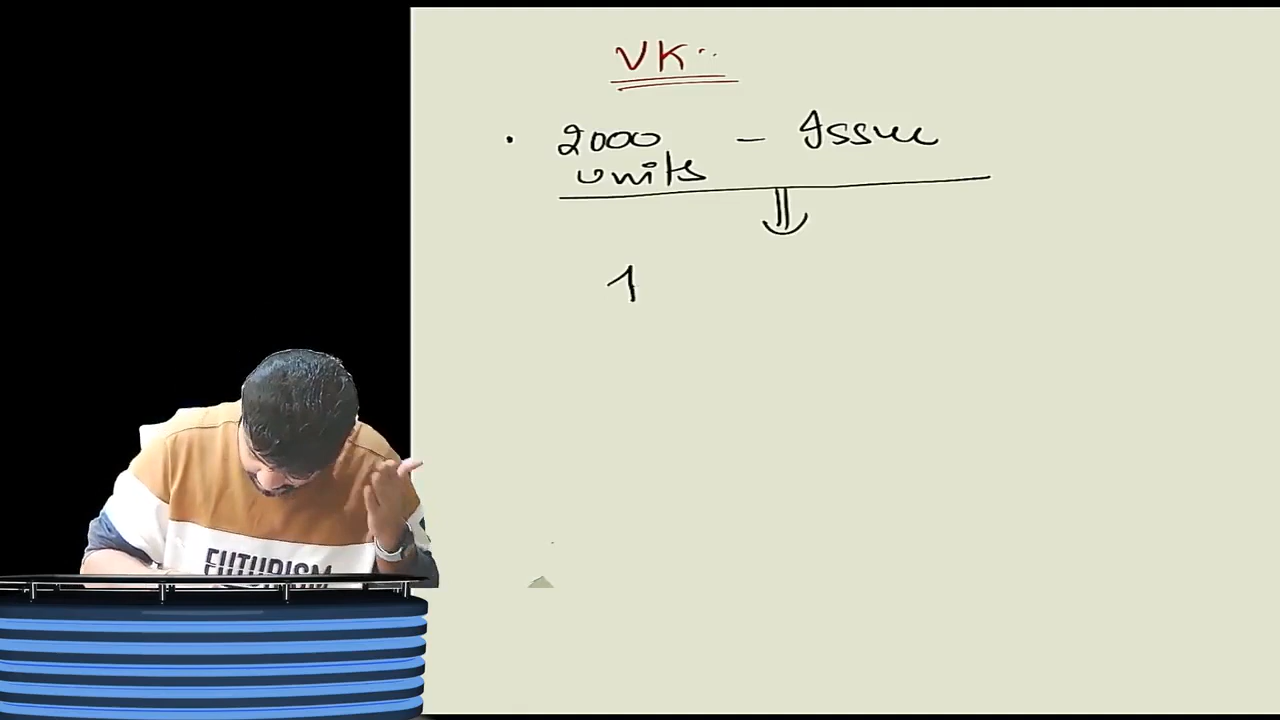 VK:
• 2000 - Issue
units
1
FUTURISM